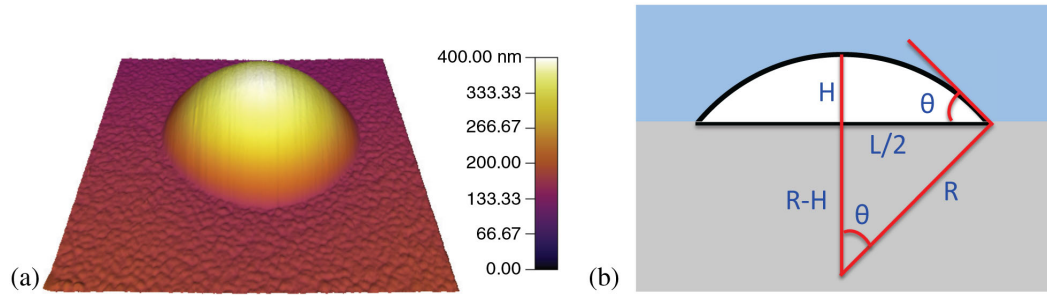 400.00 nm
333.33
266.67
200.00
133.33
66.67
0.00
(a)
H
θ
L/2
R-H
θ
R
(b)